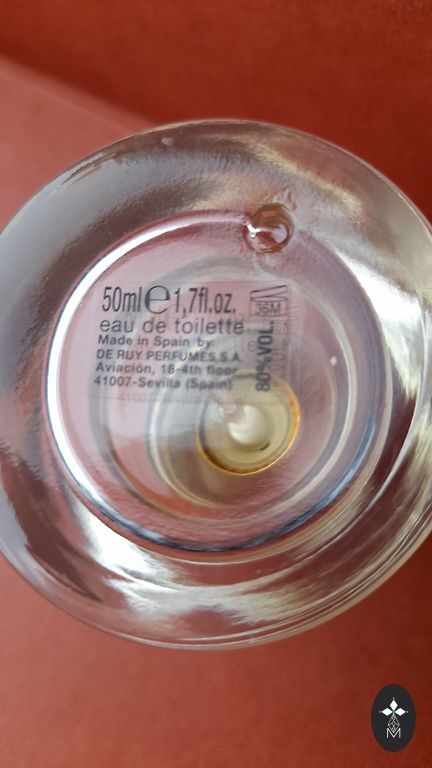 50ml℮1,7fl.oz.
36M
eau de toilette
Made in Spain by:
DE RUY PERFUMES,S.A.
Aviación, 18-4th floor
41007-Sevilla (Spain)
80%VOL.
M